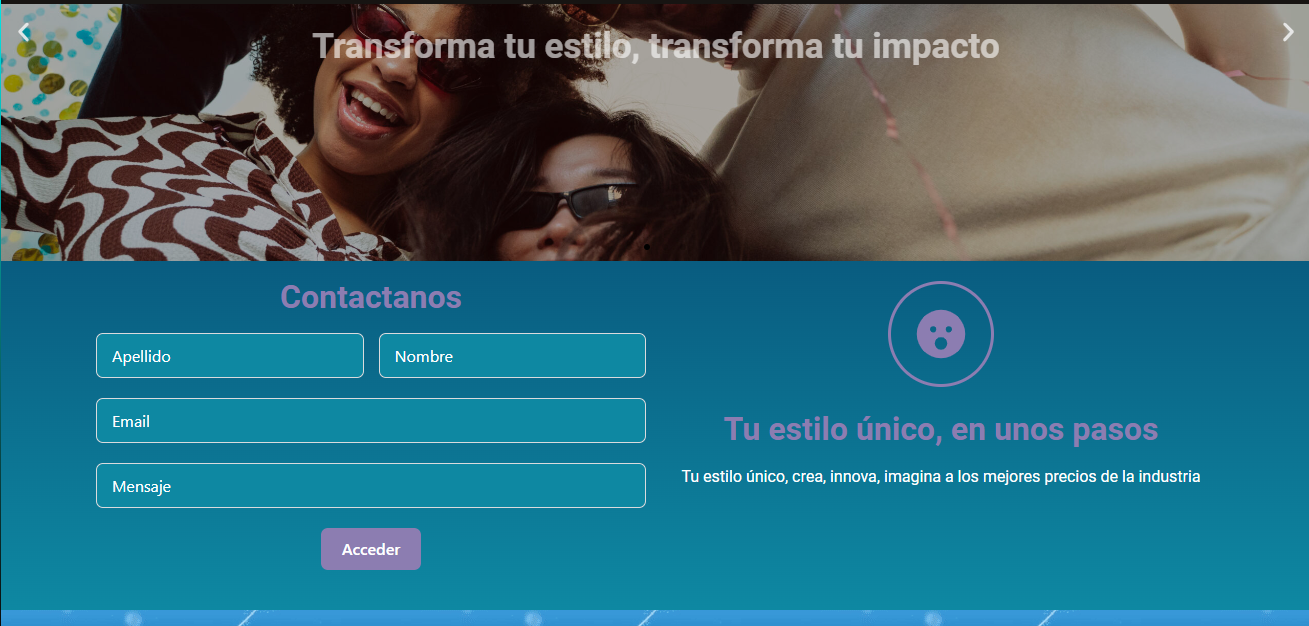 Transforma tu estilo, transforma tu impacto
Contactanos
Apellido
Nombre
Email
Mensaje
Acceder
Tu estilo único, en unos pasos
Tu estilo único, crea, innova, imagina a los mejores precios de la industria